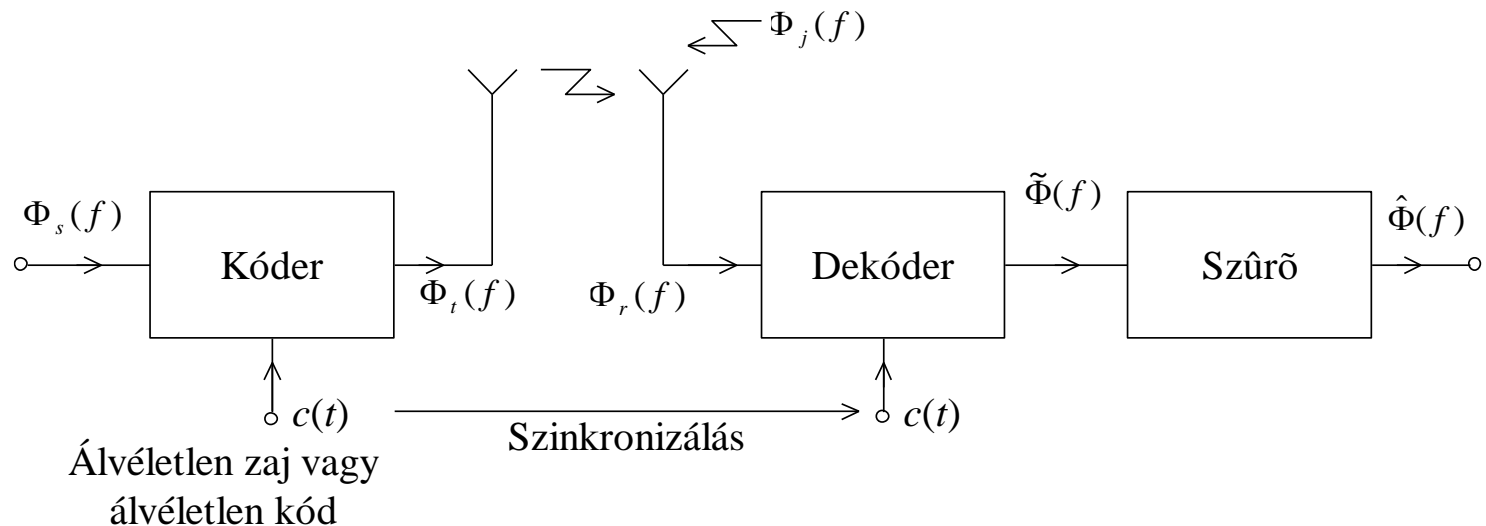 Φ_j(f)
Φ_s(f)
Kóder
Φ_t(f)
Φ_r(f)
Dekóder
Φ̃(f)
Szûrõ
Φ̂(f)
c(t)
Szinkronizálás
c(t)
Álvéletlen zaj vagy
álvéletlen kód